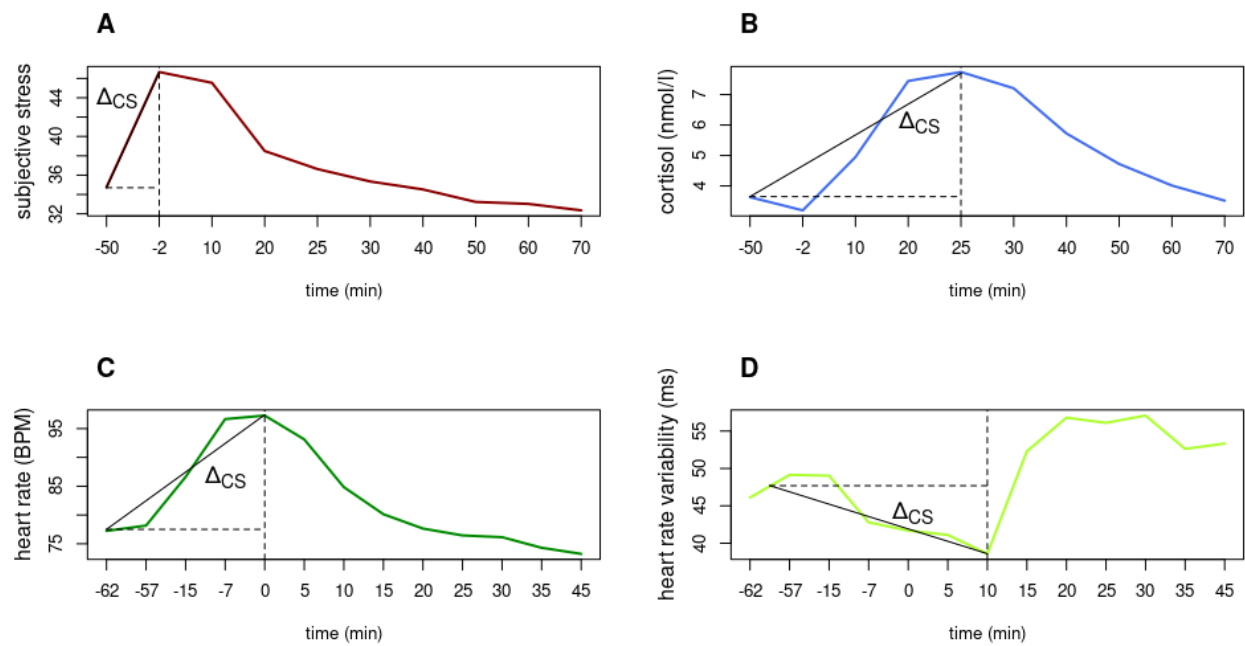 A
subjective stress
44
40
36
32
ΔCS
-50 -2 10 20 25 30 40 50 60 70
time (min)
B
cortisol (nmol/l)
7
6
5
4
ΔCS
-50 -2 10 20 25 30 40 50 60 70
time (min)
C
heart rate (BPM)
95
85
75
ΔCS
-62 -57 -15 -7 0 5 10 15 20 25 30 35 45
time (min)
D
heart rate variability (ms)
55
50
45
40
ΔCS
-62 -57 -15 -7 0 5 10 15 20 25 30 35 45
time (min)